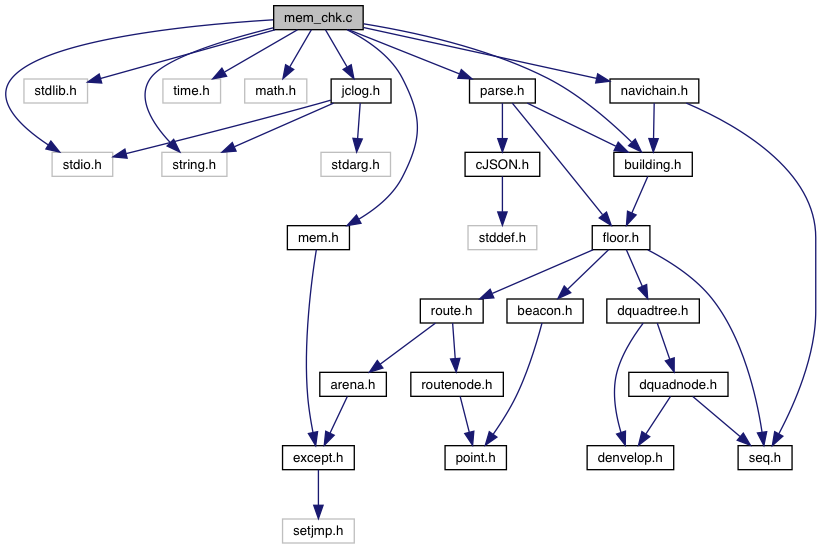 mem_chk.c
stdlib.h
time.h
math.h
jclog.h
parse.h
navichain.h
stdio.h
string.h
stdarg.h
cJSON.h
building.h
mem.h
stddef.h
floor.h
route.h
beacon.h
dquadtree.h
arena.h
routenode.h
dquadnode.h
except.h
point.h
denvelop.h
seq.h
setjmp.h